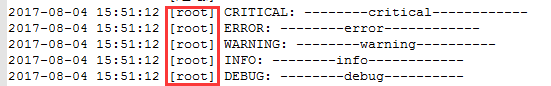 2017-08-04 15:51:12 [root] CRITICAL: --------critical------------
2017-08-04 15:51:12 [root] ERROR: --------error------------
2017-08-04 15:51:12 [root] WARNING: --------warning----------
2017-08-04 15:51:12 [root] INFO: --------info------------
2017-08-04 15:51:12 [root] DEBUG: --------debug----------